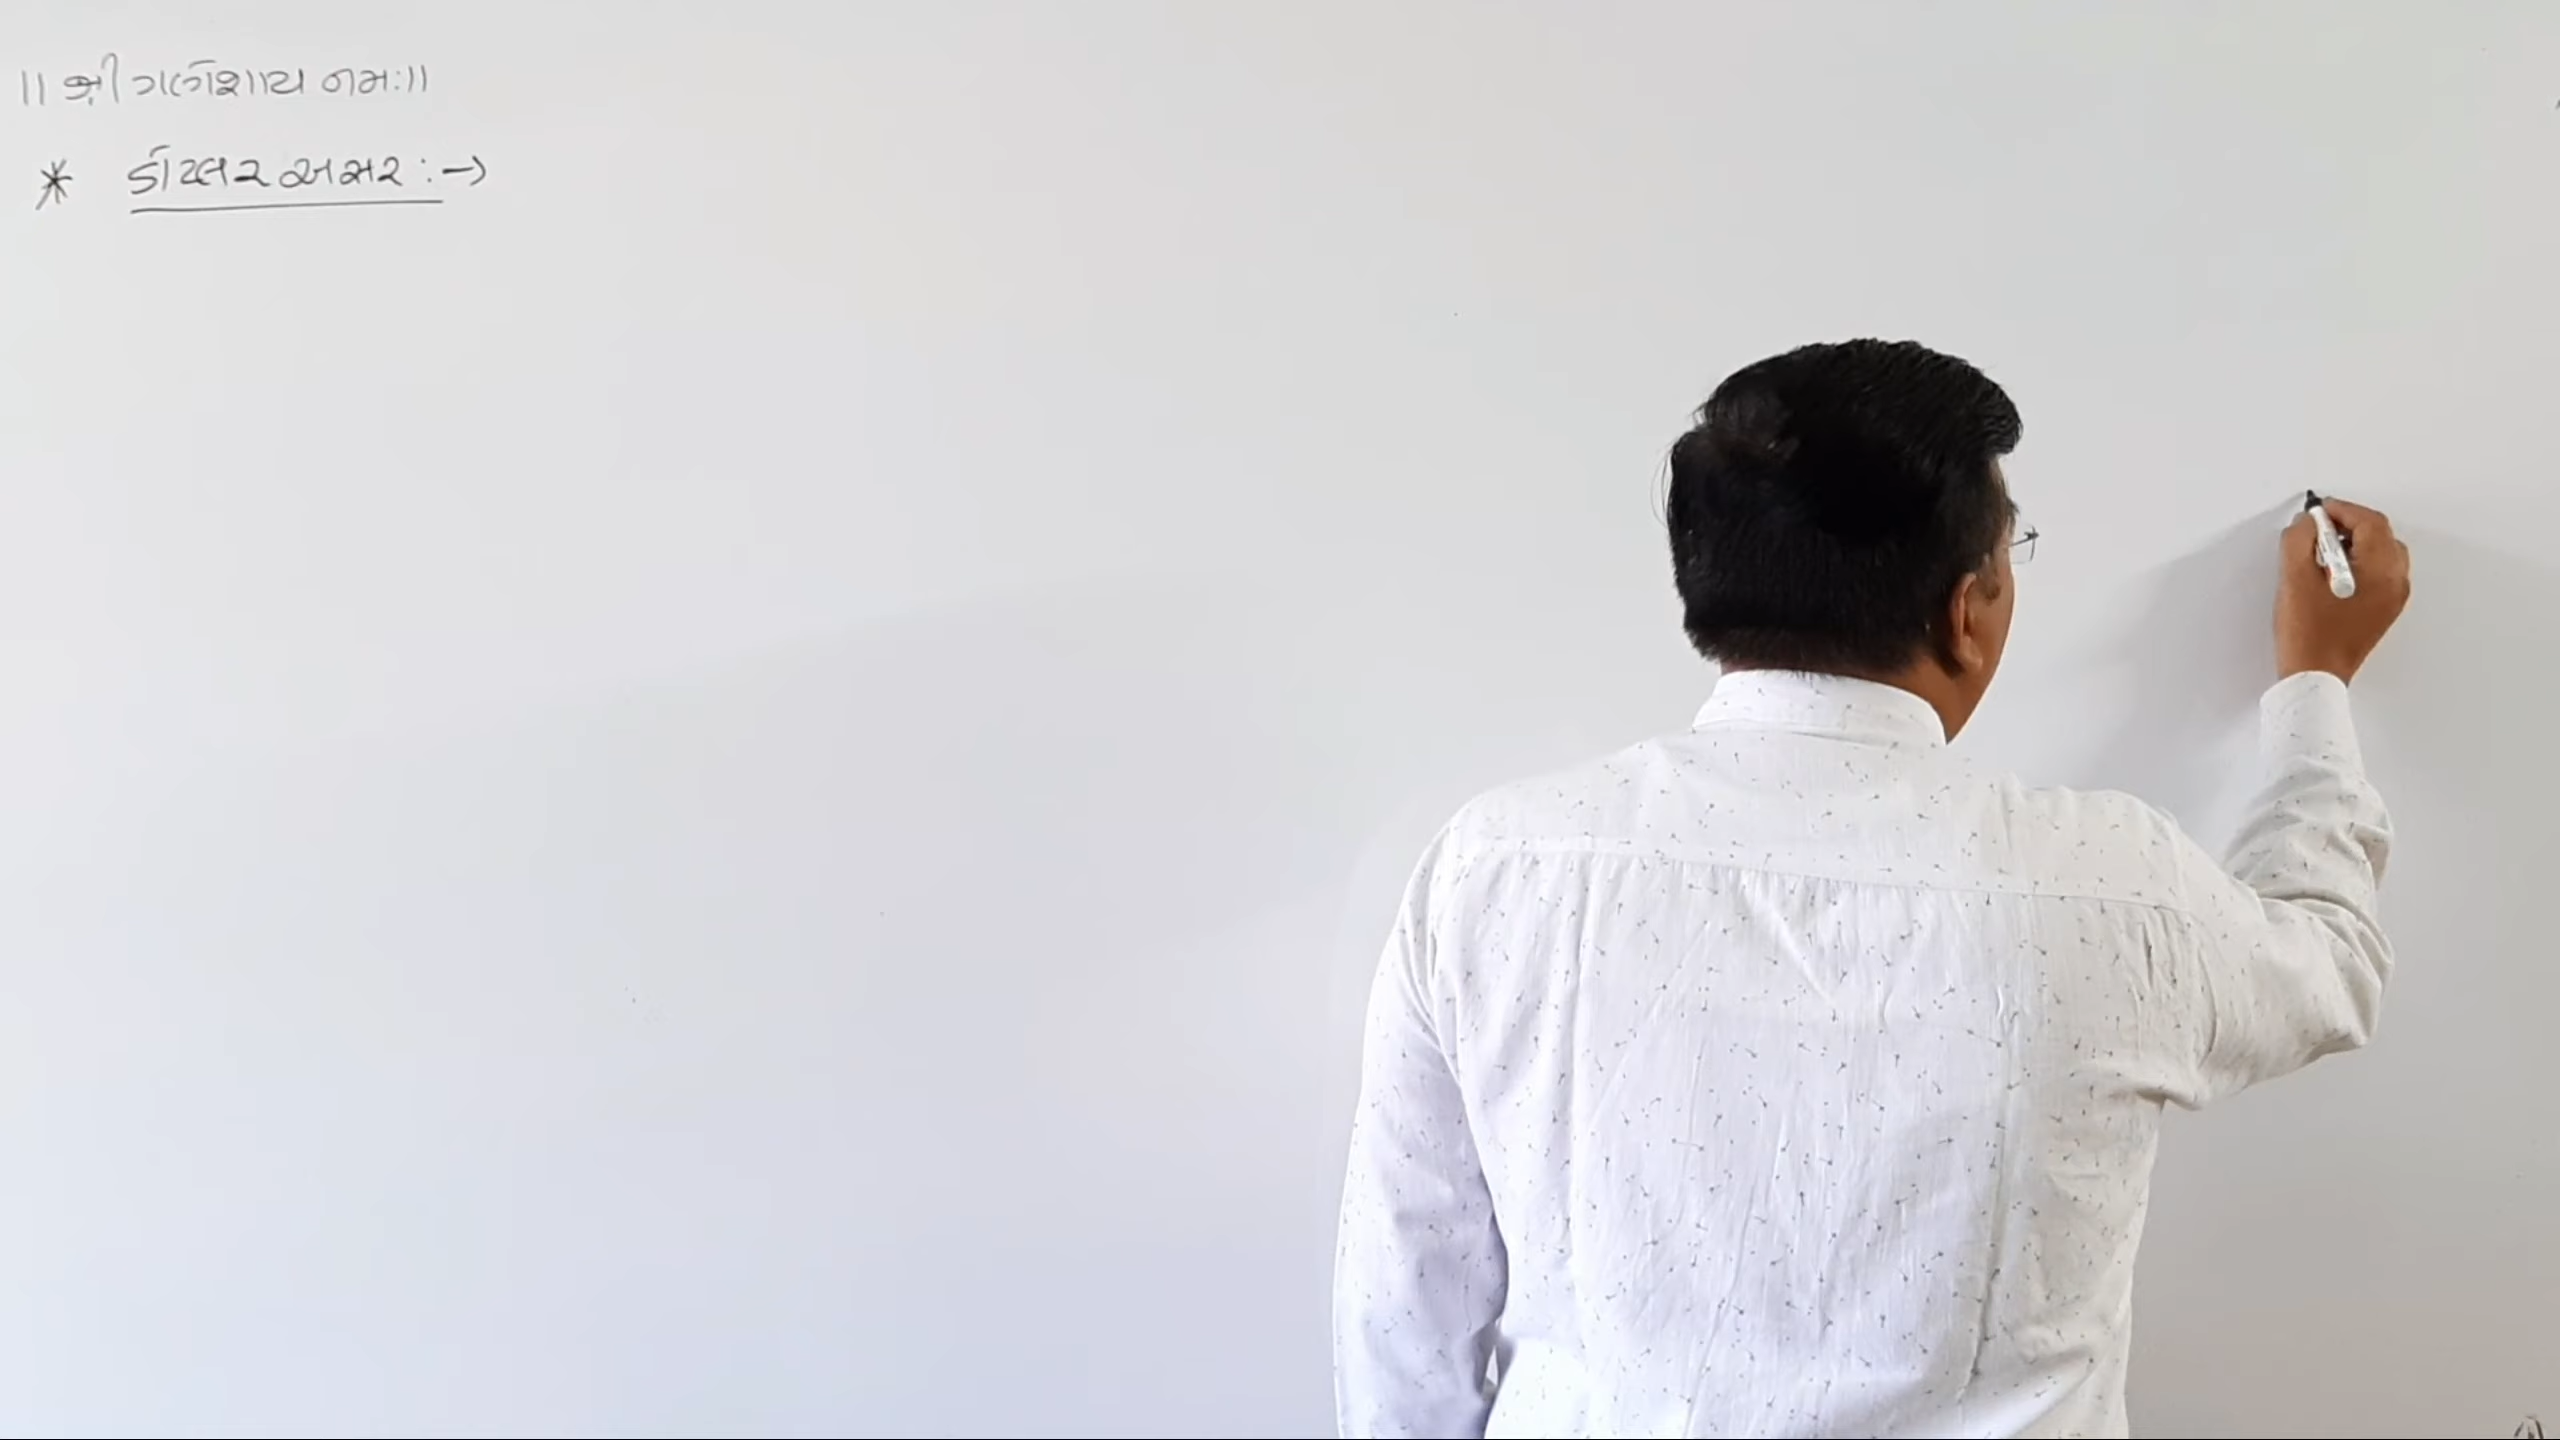 ॥ શ્રી ગણેશાય નમઃ॥
* ડોપ્લર અસર :→